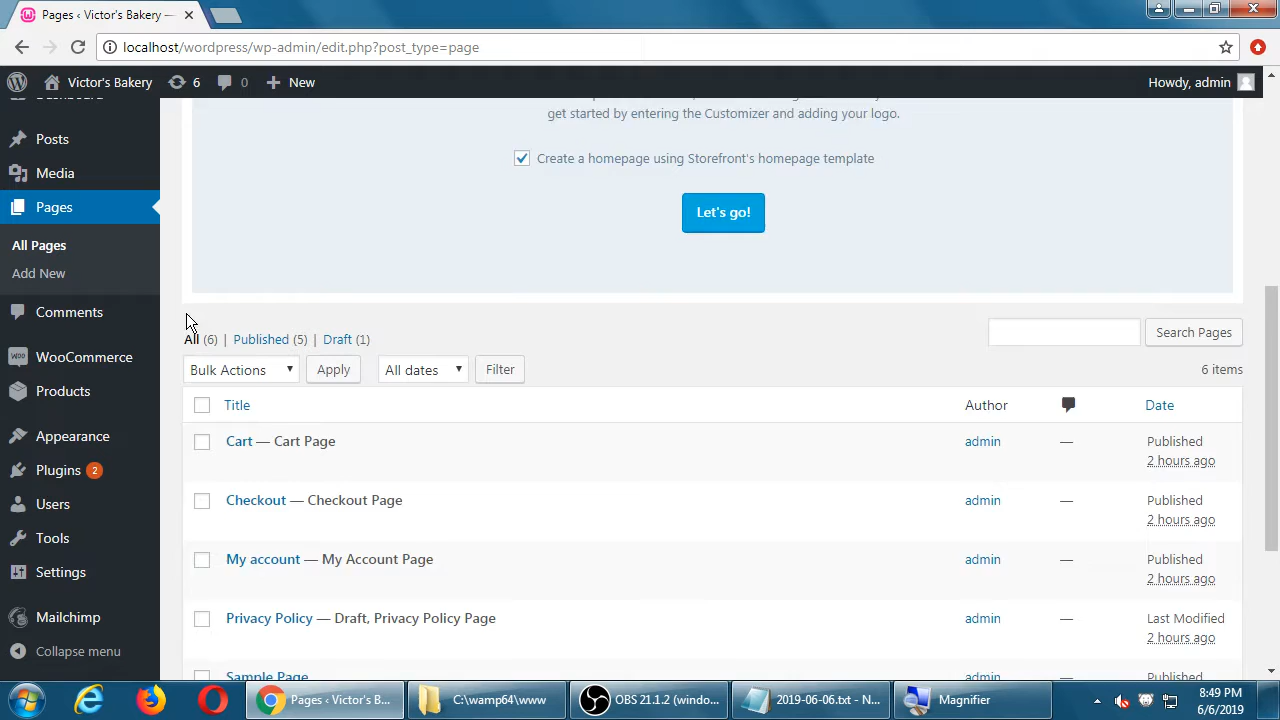 Pages ‹ Victor's Bakery —
localhost/wordpress/wp-admin/edit.php?post_type=page
Victor's Bakery
6
0
New
Howdy, admin
Dashboard
get started by entering the Customizer and adding your logo.
Posts
Create a homepage using Storefront's homepage template
Media
Pages
Let's go!
All Pages
Add New
Comments
All (6) | Published (5) | Draft (1)
Search Pages
WooCommerce
Bulk Actions
Apply
All dates
Filter
6 items
Products
Title
Author
Date
Appearance
Cart — Cart Page
admin
Published
2 hours ago
Plugins 2
Users
Checkout — Checkout Page
admin
Published
2 hours ago
Tools
My account — My Account Page
admin
Published
2 hours ago
Settings
Mailchimp
Privacy Policy — Draft, Privacy Policy Page
admin
Last Modified
2 hours ago
Collapse menu
Sample Page
Published
Pages ‹ Victor's B...
C:\wamp64\www
OBS 21.1.2 (windo...
2019-06-06.txt - N...
Magnifier
8:49 PM
6/6/2019